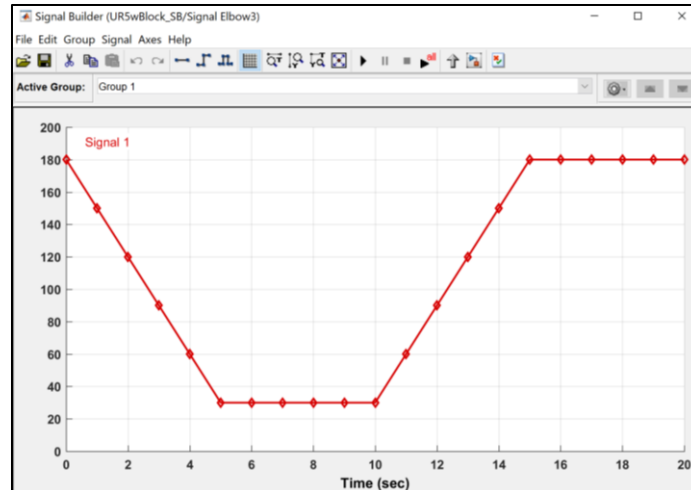 Signal Builder (UR5wBlock_SB/Signal Elbow3)
File Edit Group Signal Axes Help
Active Group: Group 1
Signal 1
200
180
160
140
120
100
80
60
40
20
0
0 2 4 6 8 10 12 14 16 18 20
Time (sec)